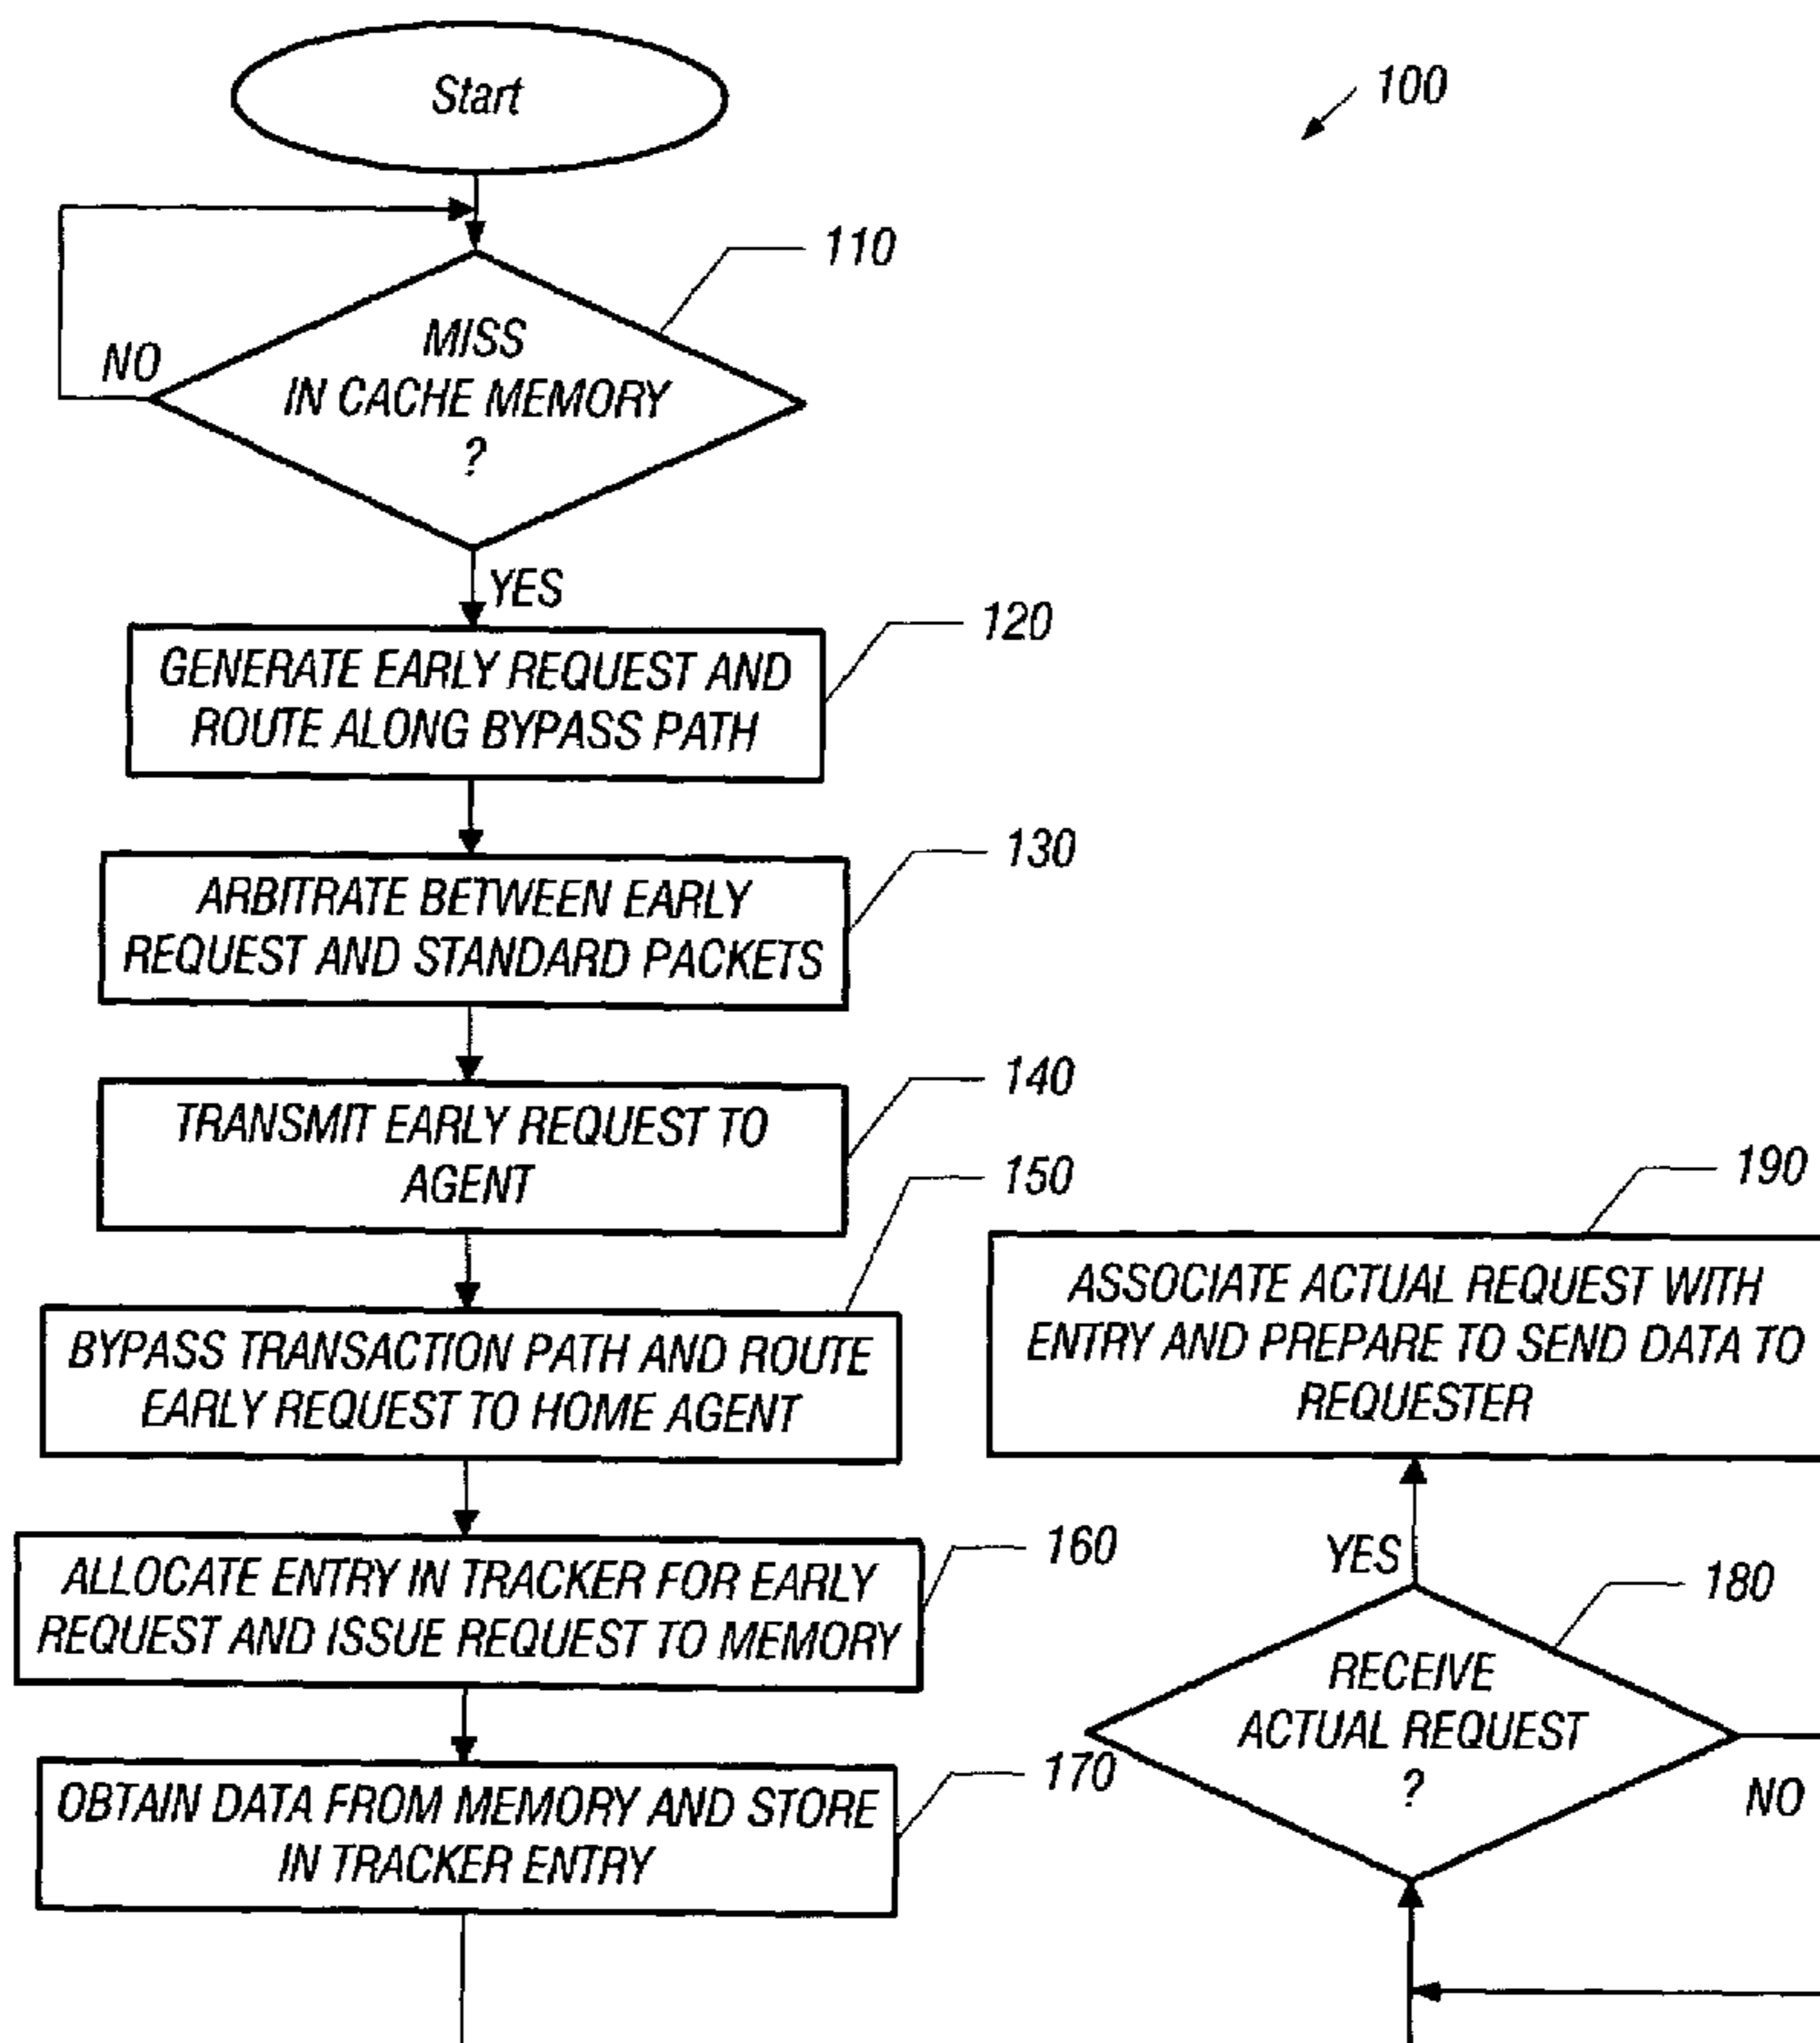 Start
100
110
MISS
IN CACHE MEMORY
?
NO
YES
120
GENERATE EARLY REQUEST AND
ROUTE ALONG BYPASS PATH
130
ARBITRATE BETWEEN EARLY
REQUEST AND STANDARD PACKETS
140
TRANSMIT EARLY REQUEST TO
AGENT
150
BYPASS TRANSACTION PATH AND ROUTE
EARLY REQUEST TO HOME AGENT
160
ALLOCATE ENTRY IN TRACKER FOR EARLY
REQUEST AND ISSUE REQUEST TO MEMORY
170
OBTAIN DATA FROM MEMORY AND STORE
IN TRACKER ENTRY
180
RECEIVE
ACTUAL REQUEST
?
NO
YES
190
ASSOCIATE ACTUAL REQUEST WITH
ENTRY AND PREPARE TO SEND DATA TO
REQUESTER